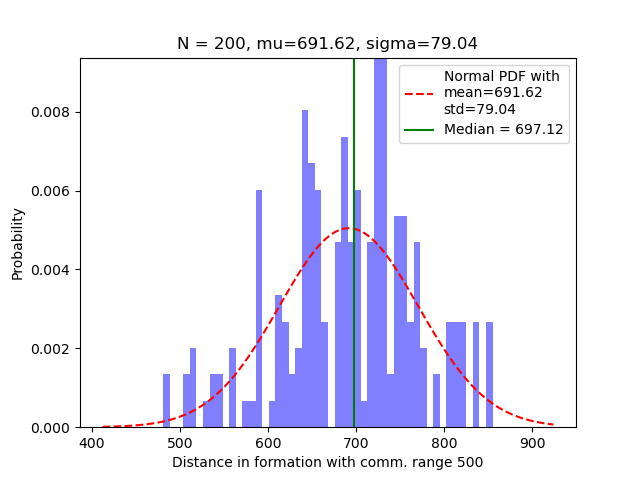 N = 200, mu=691.62, sigma=79.04
Normal PDF with
mean=691.62
std=79.04
Median = 697.12
Probability
0.008
0.006
0.004
0.002
0.000
400 500 600 700 800 900
Distance in formation with comm. range 500